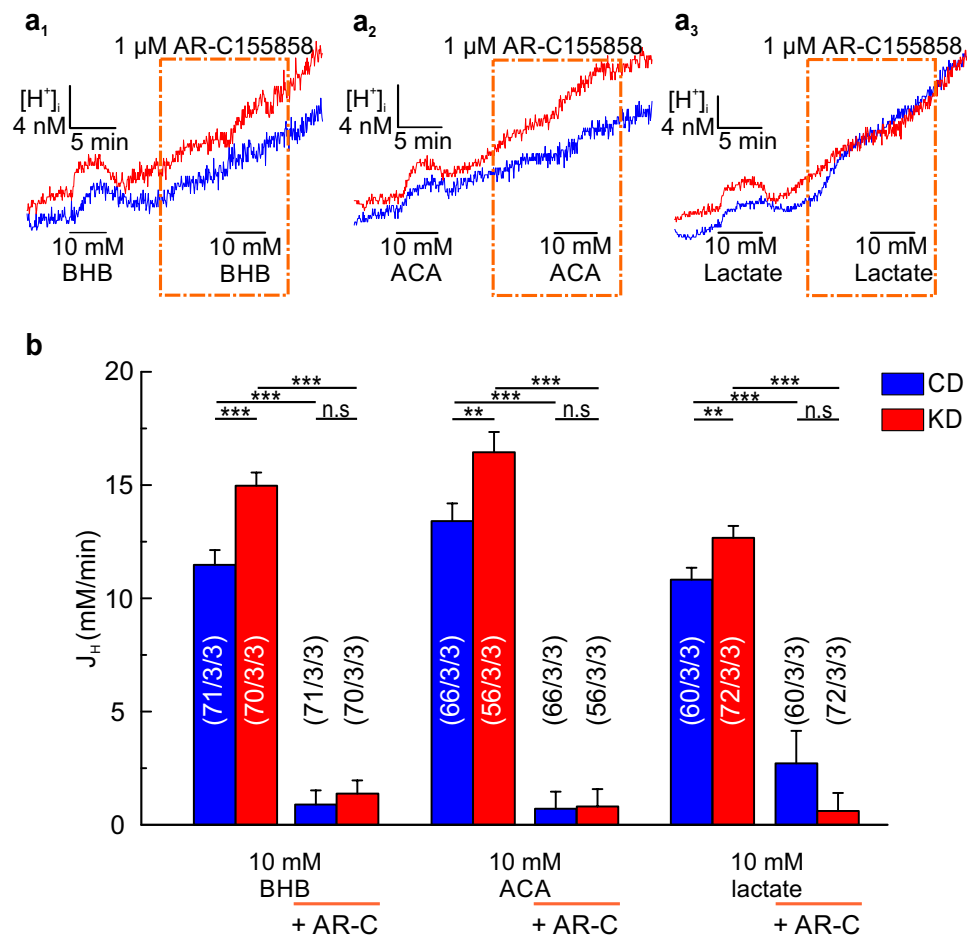 a1
1 µM AR-C155858
[H+]i
4 nM
5 min
10 mM
BHB
10 mM
BHB
a2
1 µM AR-C155858
[H+]i
4 nM
5 min
10 mM
ACA
10 mM
ACA
a3
1 µM AR-C155858
[H+]i
4 nM
5 min
10 mM
Lactate
10 mM
Lactate
b
20
15
10
5
0
JH (mM/min)
***
***
***
n.s
***
***
**
n.s
***
***
**
n.s
CD
KD
(71/3/3)
(70/3/3)
(71/3/3)
(70/3/3)
(66/3/3)
(56/3/3)
(66/3/3)
(56/3/3)
(60/3/3)
(72/3/3)
(60/3/3)
(72/3/3)
10 mM
BHB
+ AR-C
10 mM
ACA
+ AR-C
10 mM
lactate
+ AR-C